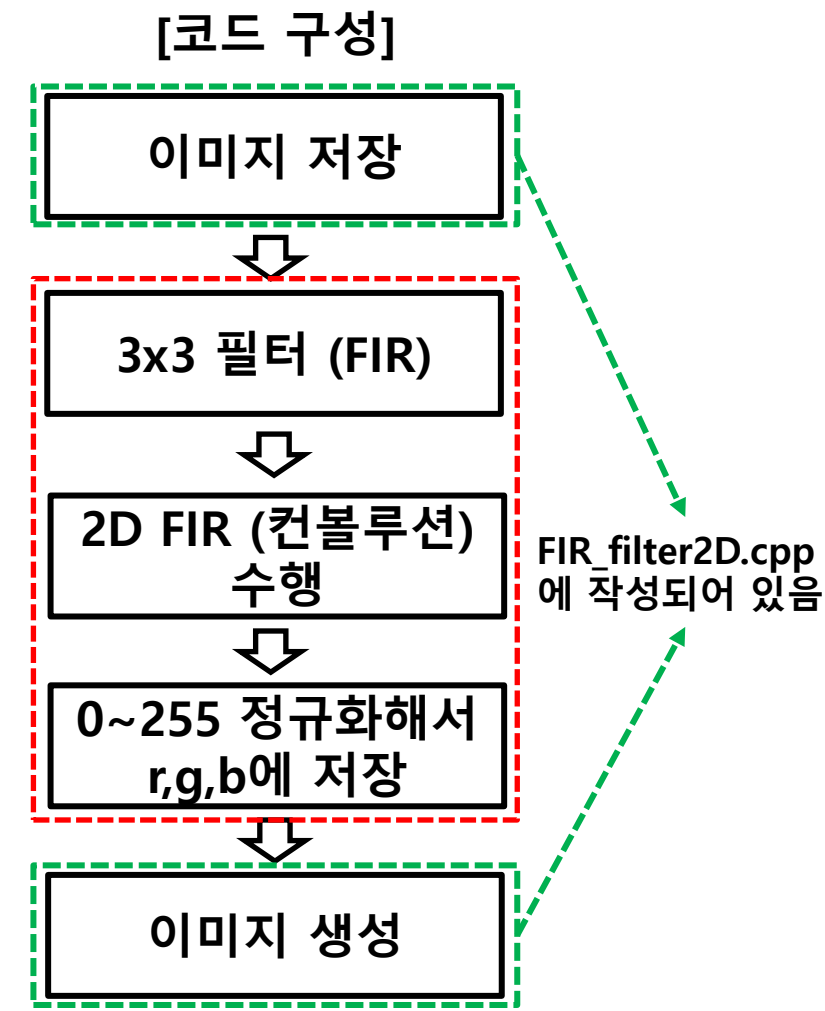 [코드 구성]
이미지 저장
3x3 필터 (FIR)
2D FIR (컨볼루션)
수행
0~255 정규화해서
r,g,b에 저장
이미지 생성
FIR_filter2D.cpp
에 작성되어 있음